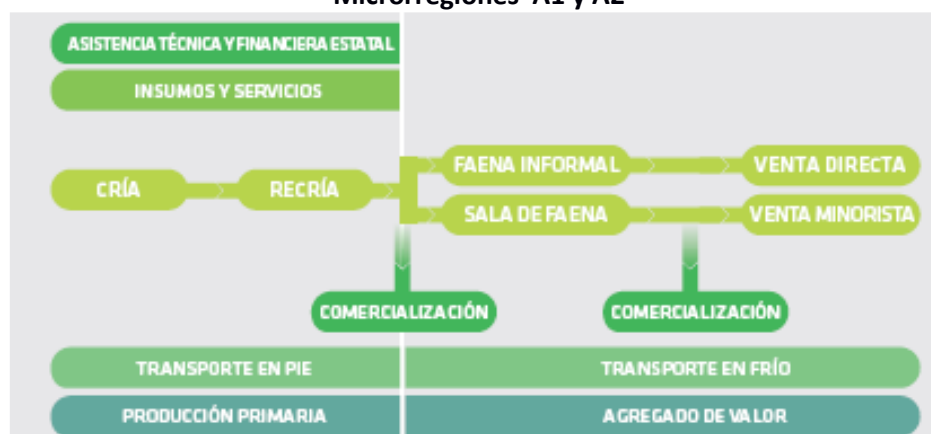 Microrregiones A1 y A2
ASISTENCIA TÉCNICA Y FINANCIERA ESTATAL
INSUMOS Y SERVICIOS
CRÍA
RECRÍA
FAENA INFORMAL
VENTA DIRECTA
SALA DE FAENA
VENTA MINORISTA
COMERCIALIZACIÓN
COMERCIALIZACIÓN
TRANSPORTE EN PIE
TRANSPORTE EN FRÍO
PRODUCCIÓN PRIMARIA
AGREGADO DE VALOR